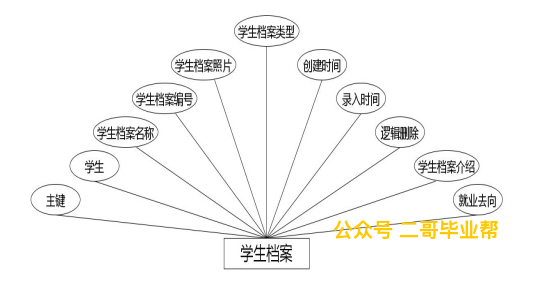 学生档案类型
学生档案照片
创建时间
学生档案编号
录入时间
学生档案名称
逻辑删除
学生
学生档案介绍
主键
就业去向
公众号 二哥毕业帮
学生档案